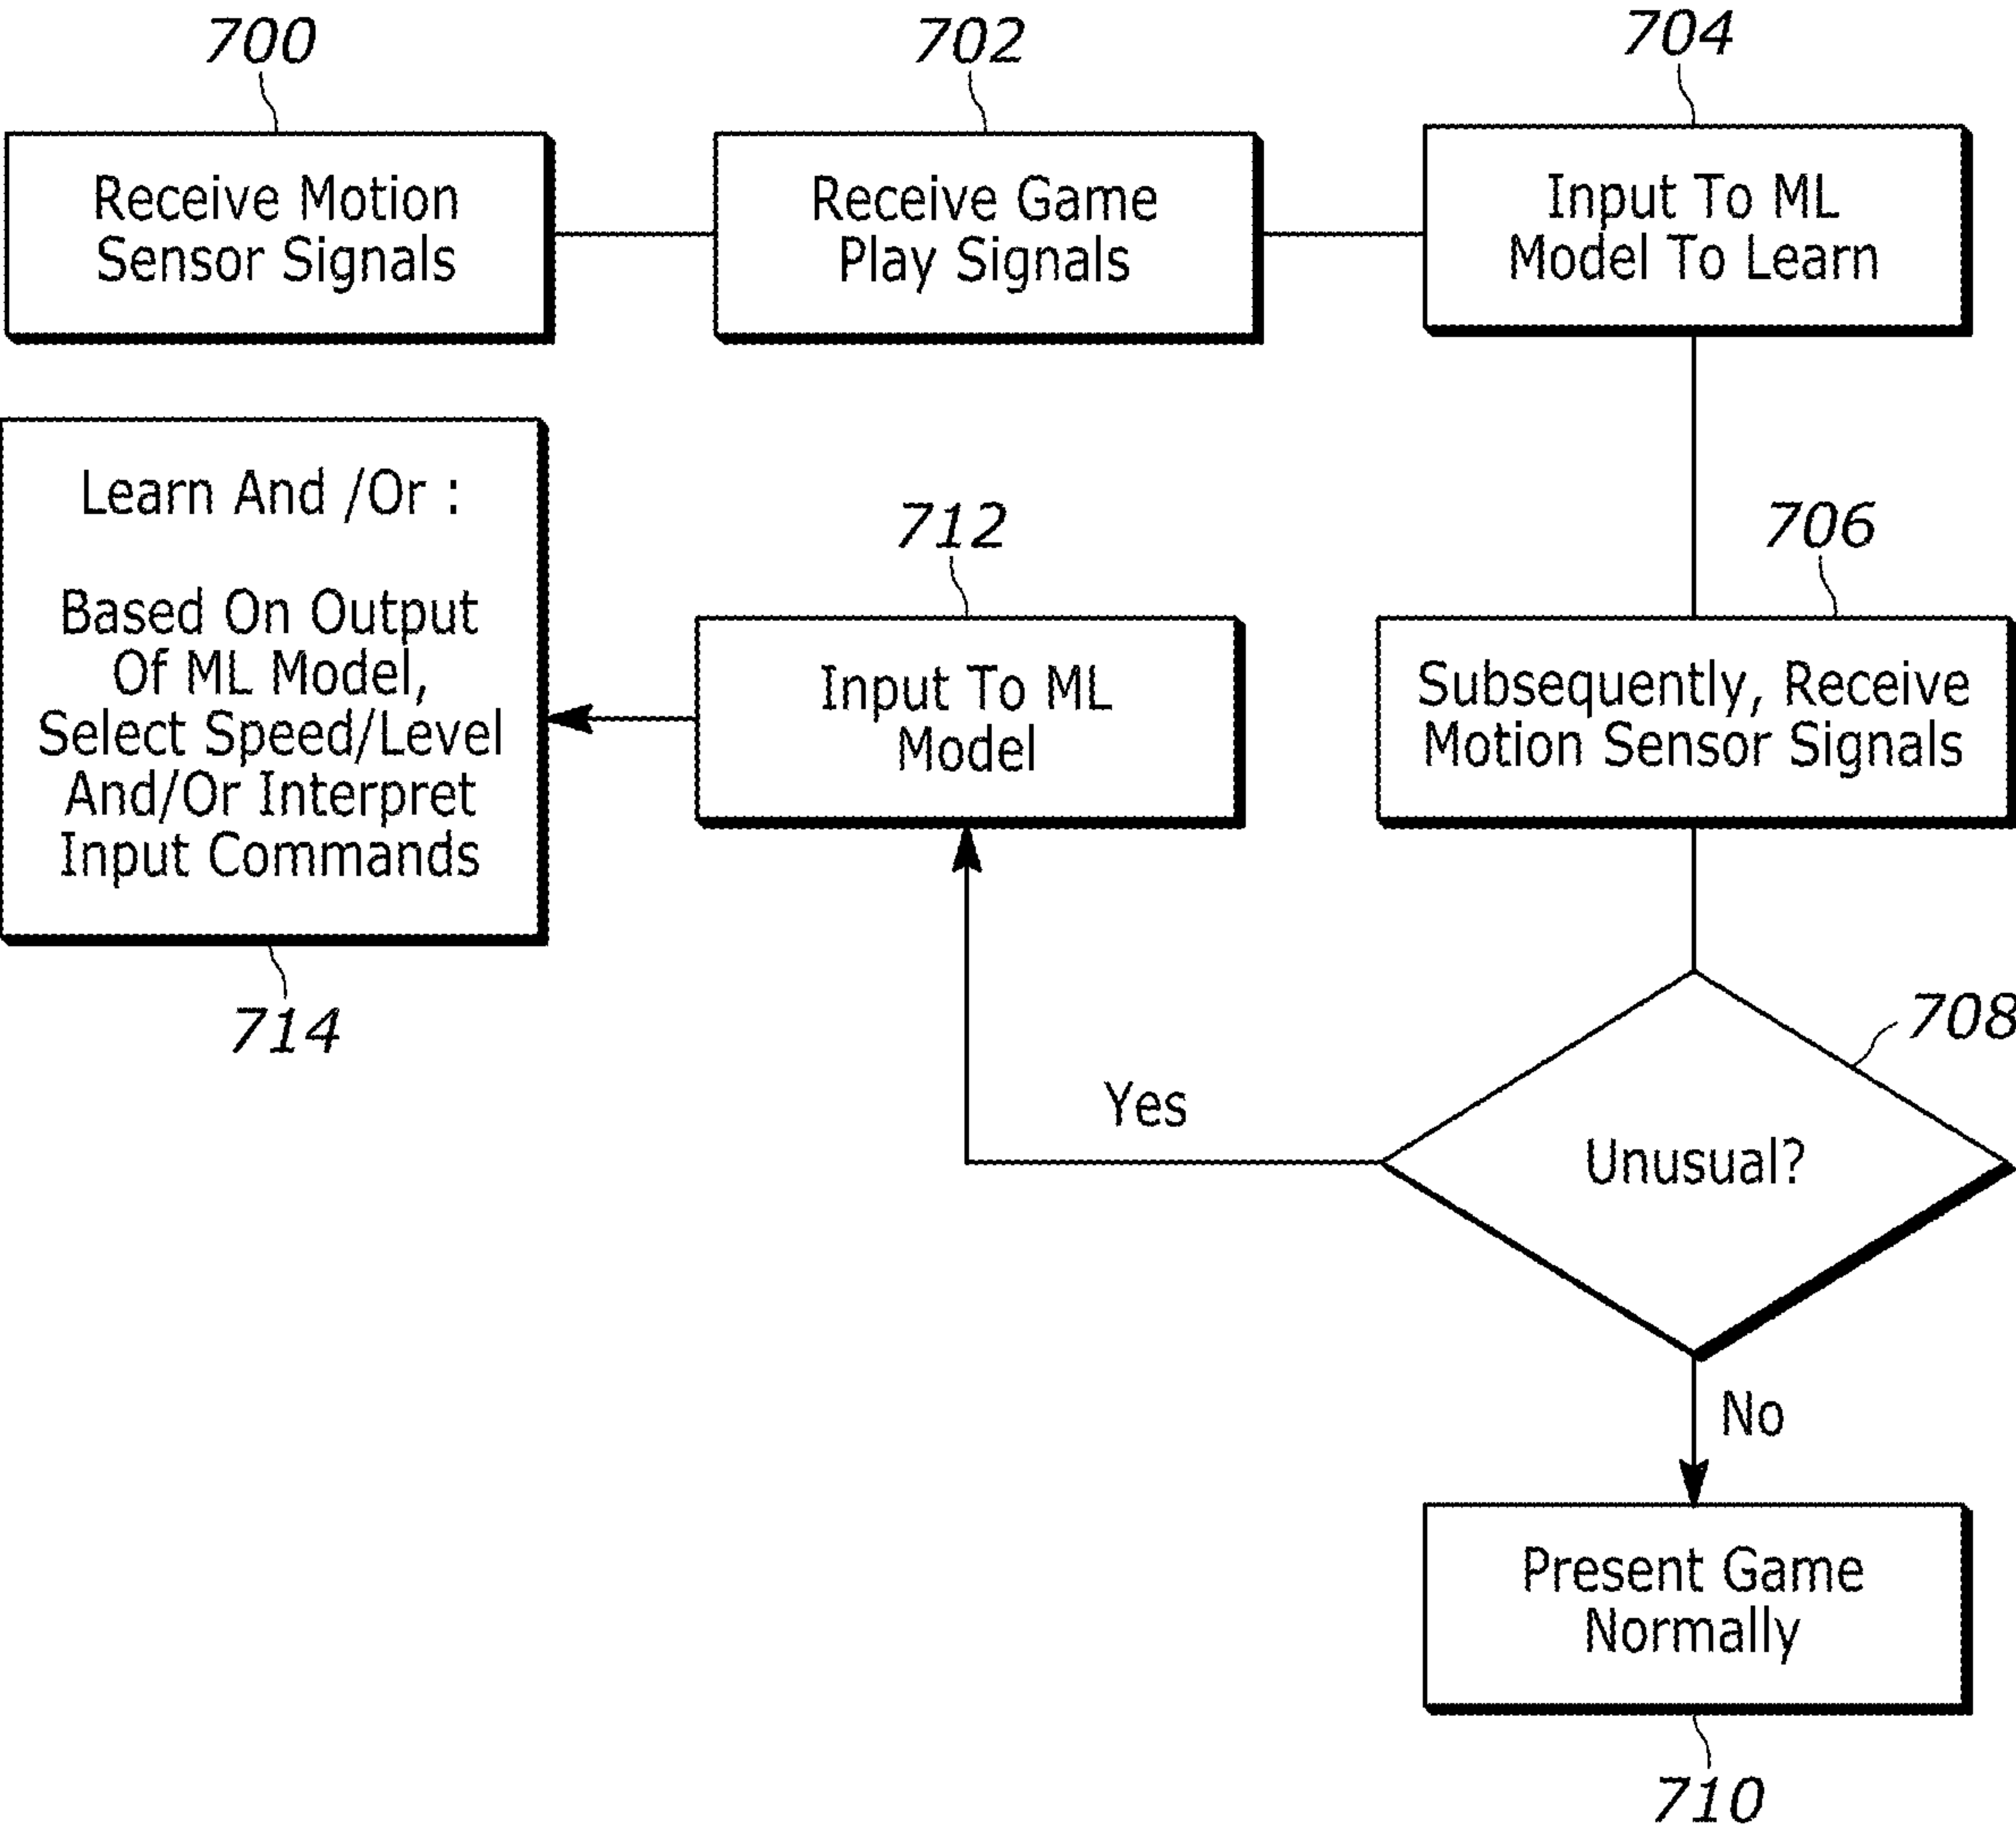 700
Receive Motion
Sensor Signals
702
Receive Game
Play Signals
704
Input To ML
Model To Learn
706
Subsequently, Receive
Motion Sensor Signals
708
Unusual?
Yes
No
Present Game
Normally
710
712
Input To ML
Model
Learn And /Or :
Based On Output
Of ML Model,
Select Speed/Level
And/Or Interpret
Input Commands
714